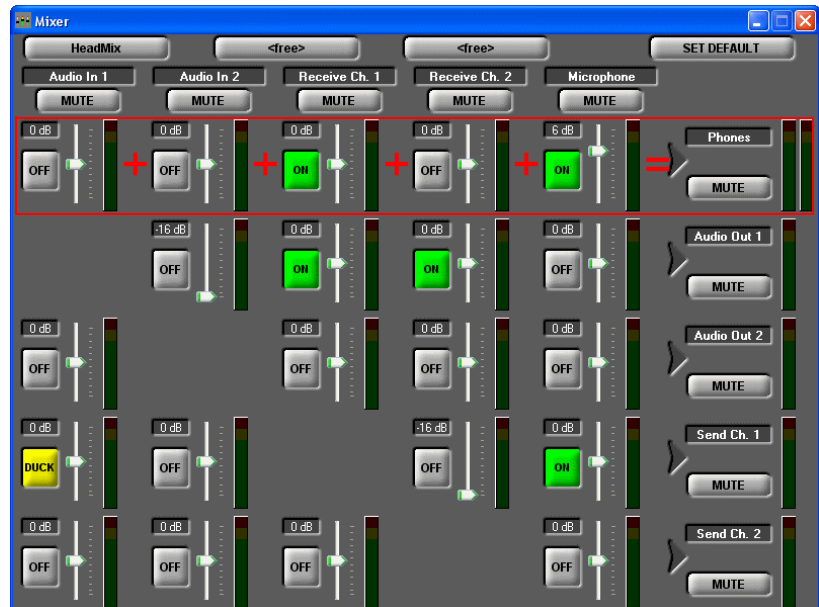 Mixer
HeadMix <free> <free> SET DEFAULT
Audio In 1 Audio In 2 Receive Ch. 1 Receive Ch. 2 Microphone
MUTE MUTE MUTE MUTE MUTE
0 dB 0 dB 0 dB 0 dB 6 dB Phones
OFF + OFF + ON + OFF + ON =
MUTE
-16 dB 0 dB 0 dB 0 dB Audio Out 1
OFF ON ON OFF
MUTE
0 dB 0 dB 0 dB 0 dB Audio Out 2
OFF OFF OFF OFF
MUTE
0 dB 0 dB -16 dB 0 dB Send Ch. 1
DUCK OFF OFF ON
MUTE
0 dB 0 dB 0 dB 0 dB Send Ch. 2
OFF OFF OFF OFF
MUTE